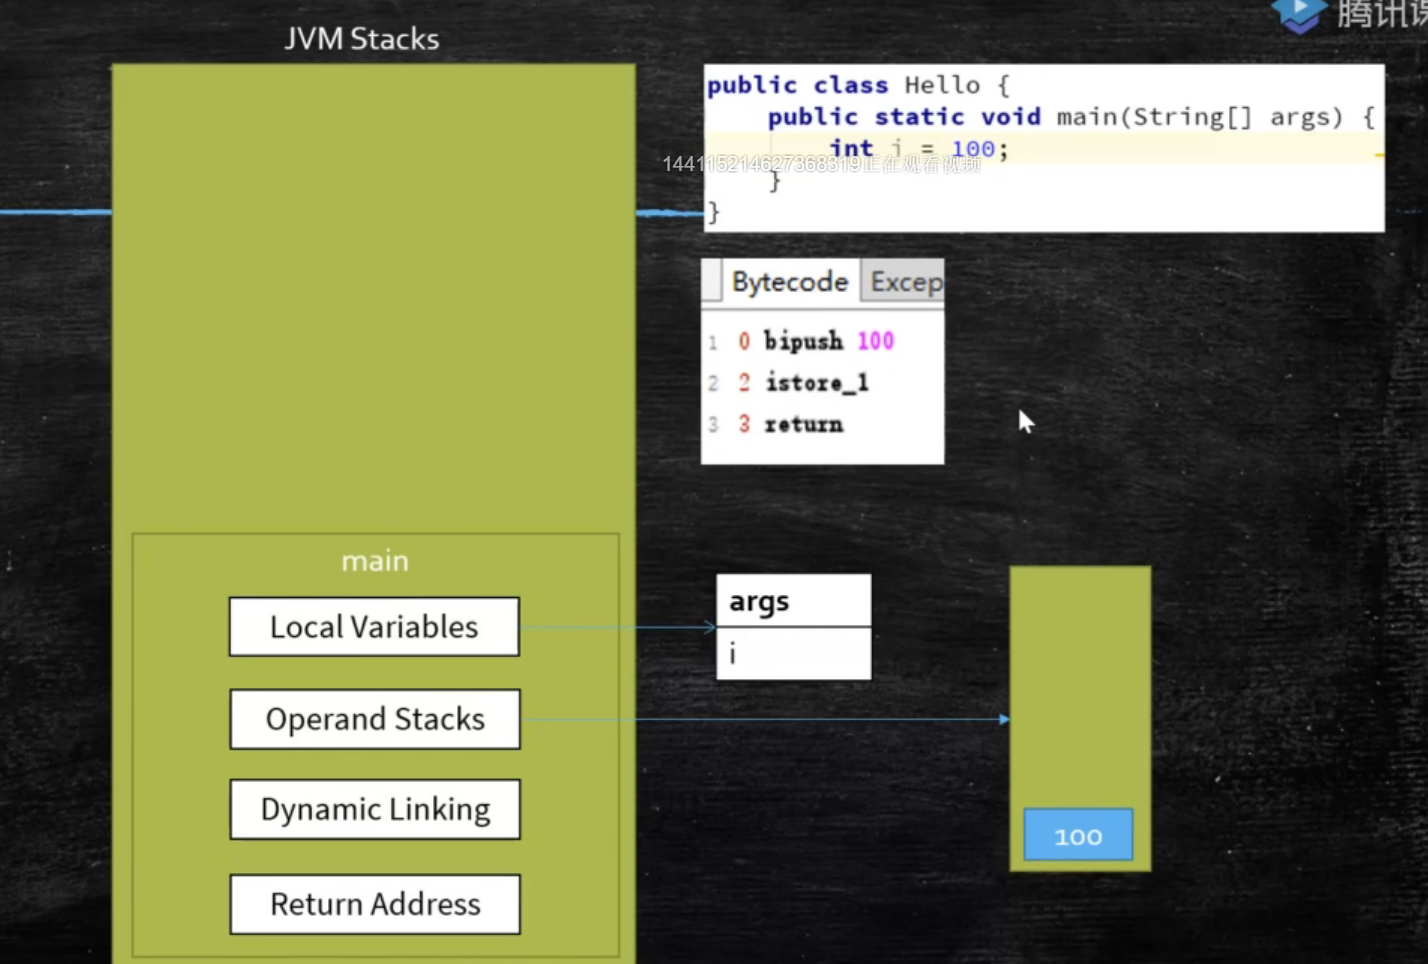 腾讯课
JVM Stacks
public class Hello {
public static void main(String[] args) {
int i = 100;
144115214627368319正在观看视频
}
}
Bytecode Excep
1 0 bipush 100
2 2 istore_1
3 3 return
main
Local Variables
args
i
Operand Stacks
Dynamic Linking
100
Return Address